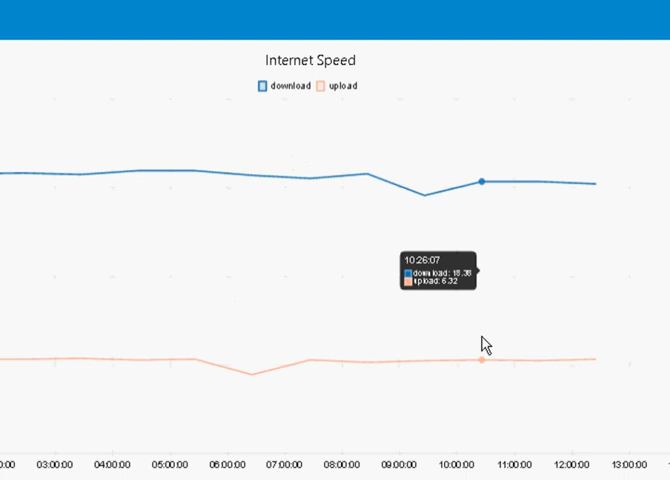 Internet Speed
download upload
10:26:07
download: 18.38
upload: 6.32
03:00:00 04:00:00 05:00:00 06:00:00 07:00:00 08:00:00 09:00:00 10:00:00 11:00:00 12:00:00 13:00:00